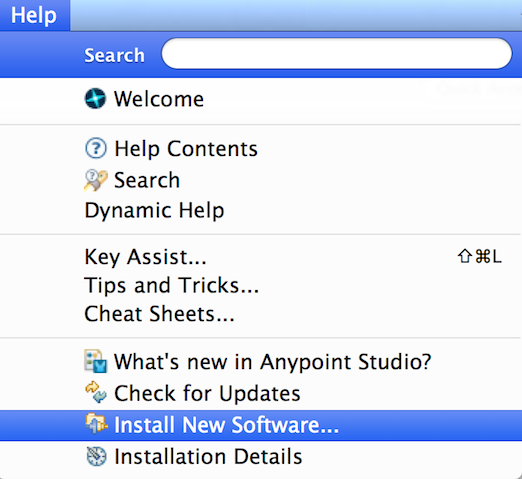 Help
Search
Welcome
Help Contents
Search
Dynamic Help
Key Assist... ⇧⌘L
Tips and Tricks...
Cheat Sheets...
What's new in Anypoint Studio?
Check for Updates
Install New Software...
Installation Details